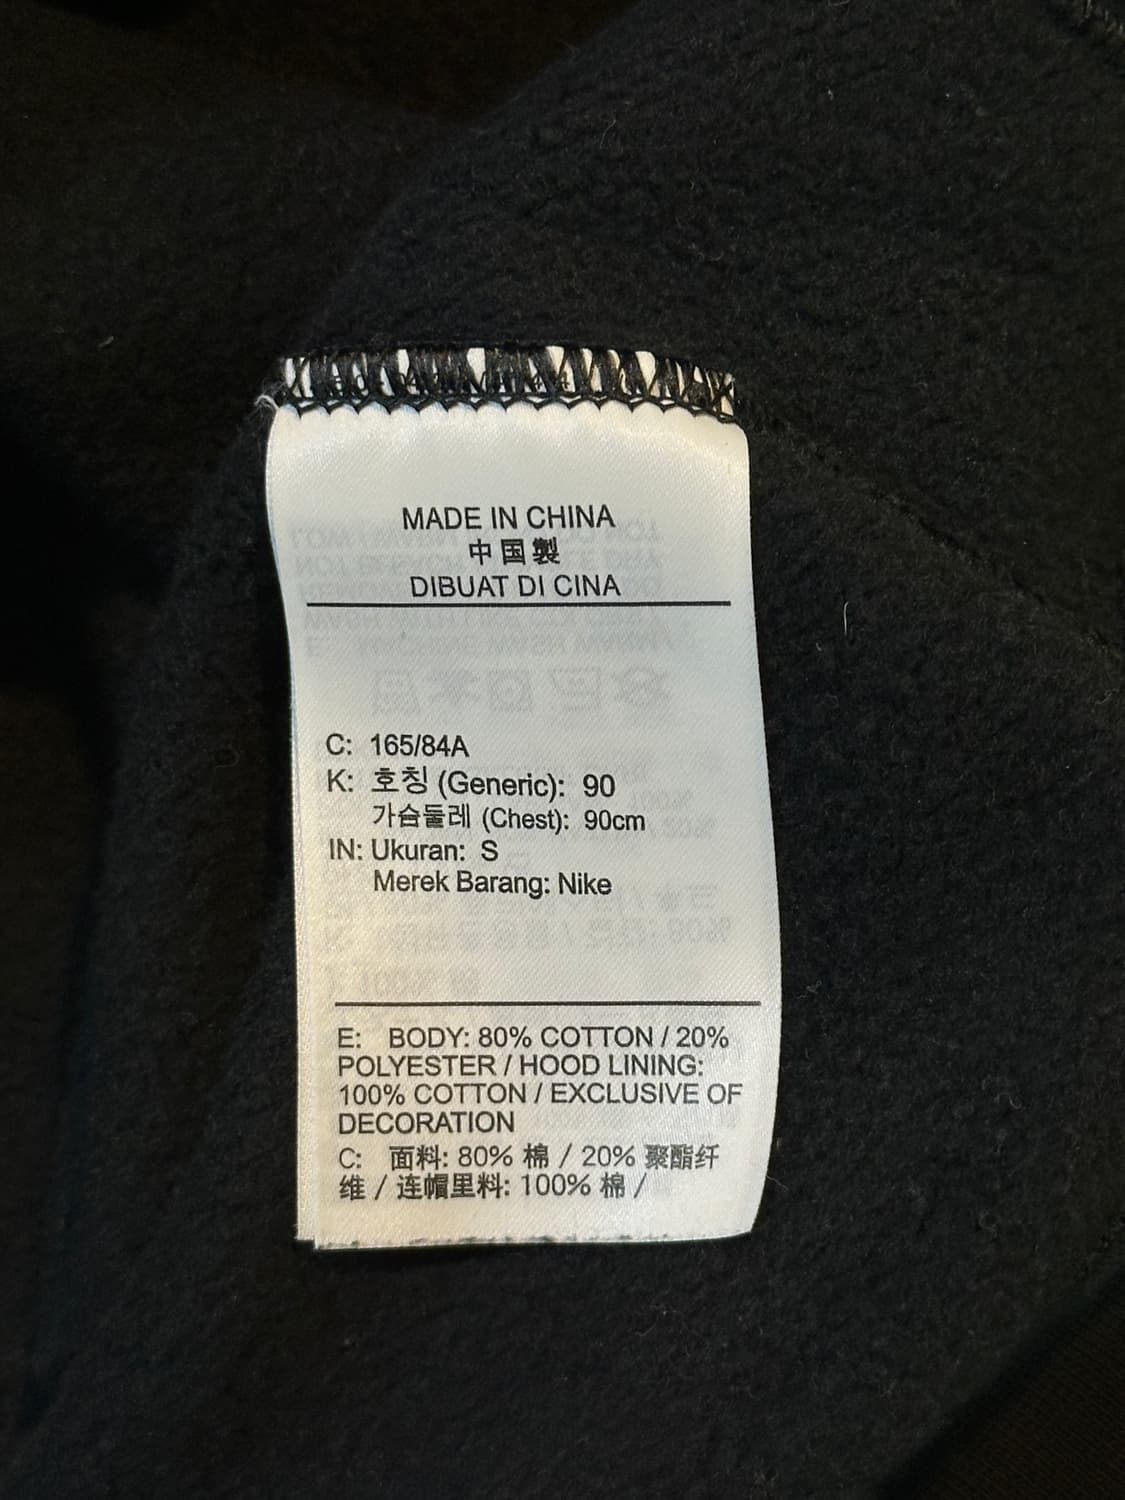 MADE IN CHINA
中国製
DIBUAT DI CINA
C: 165/84A
K: 호칭 (Generic): 90
가슴둘레 (Chest): 90cm
IN: Ukuran: S
Merek Barang: Nike
E: BODY: 80% COTTON / 20%
POLYESTER / HOOD LINING:
100% COTTON / EXCLUSIVE OF
DECORATION
C: 面料: 80% 棉 / 20% 聚酯纤
维 / 连帽里料: 100% 棉 /